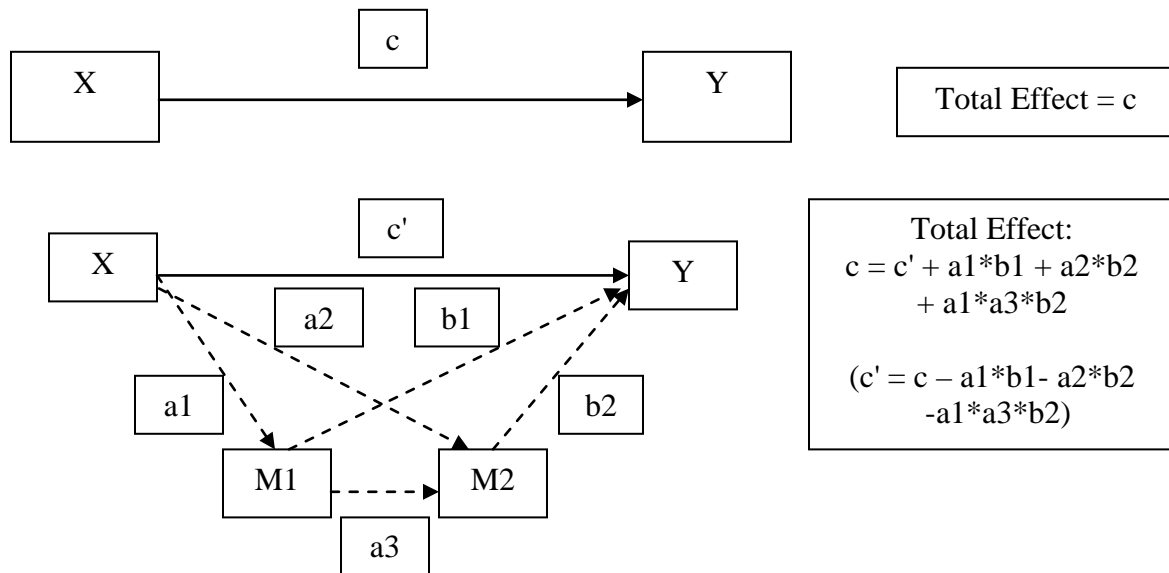 c
X
Y
Total Effect = c
c'
X
Y
a2
b1
a1
b2
M1
M2
a3
Total Effect:
c = c' + a1*b1 + a2*b2
+ a1*a3*b2
(c' = c – a1*b1- a2*b2
-a1*a3*b2)